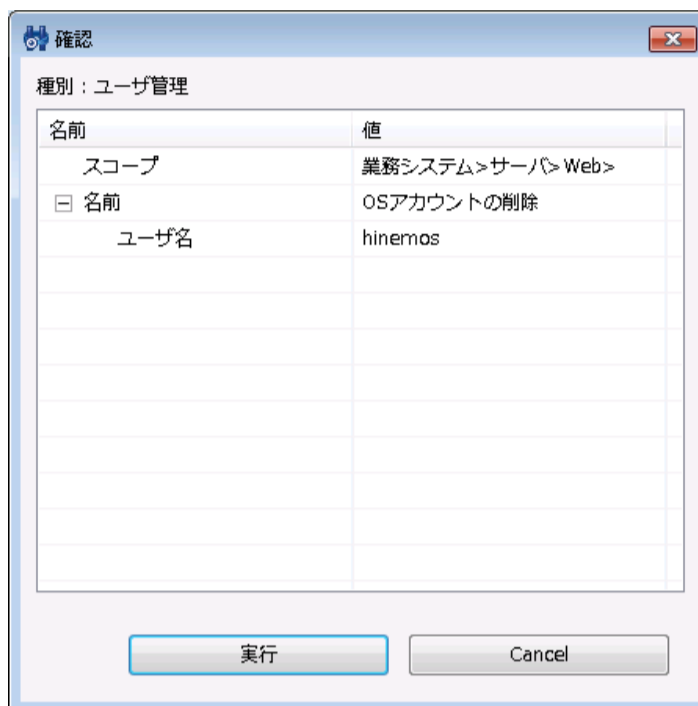 確認
種別：ユーザ管理
名前 値
スコープ 業務システム>サーバ>Web>
名前 OSアカウントの削除
ユーザ名 hinemos
実行 Cancel